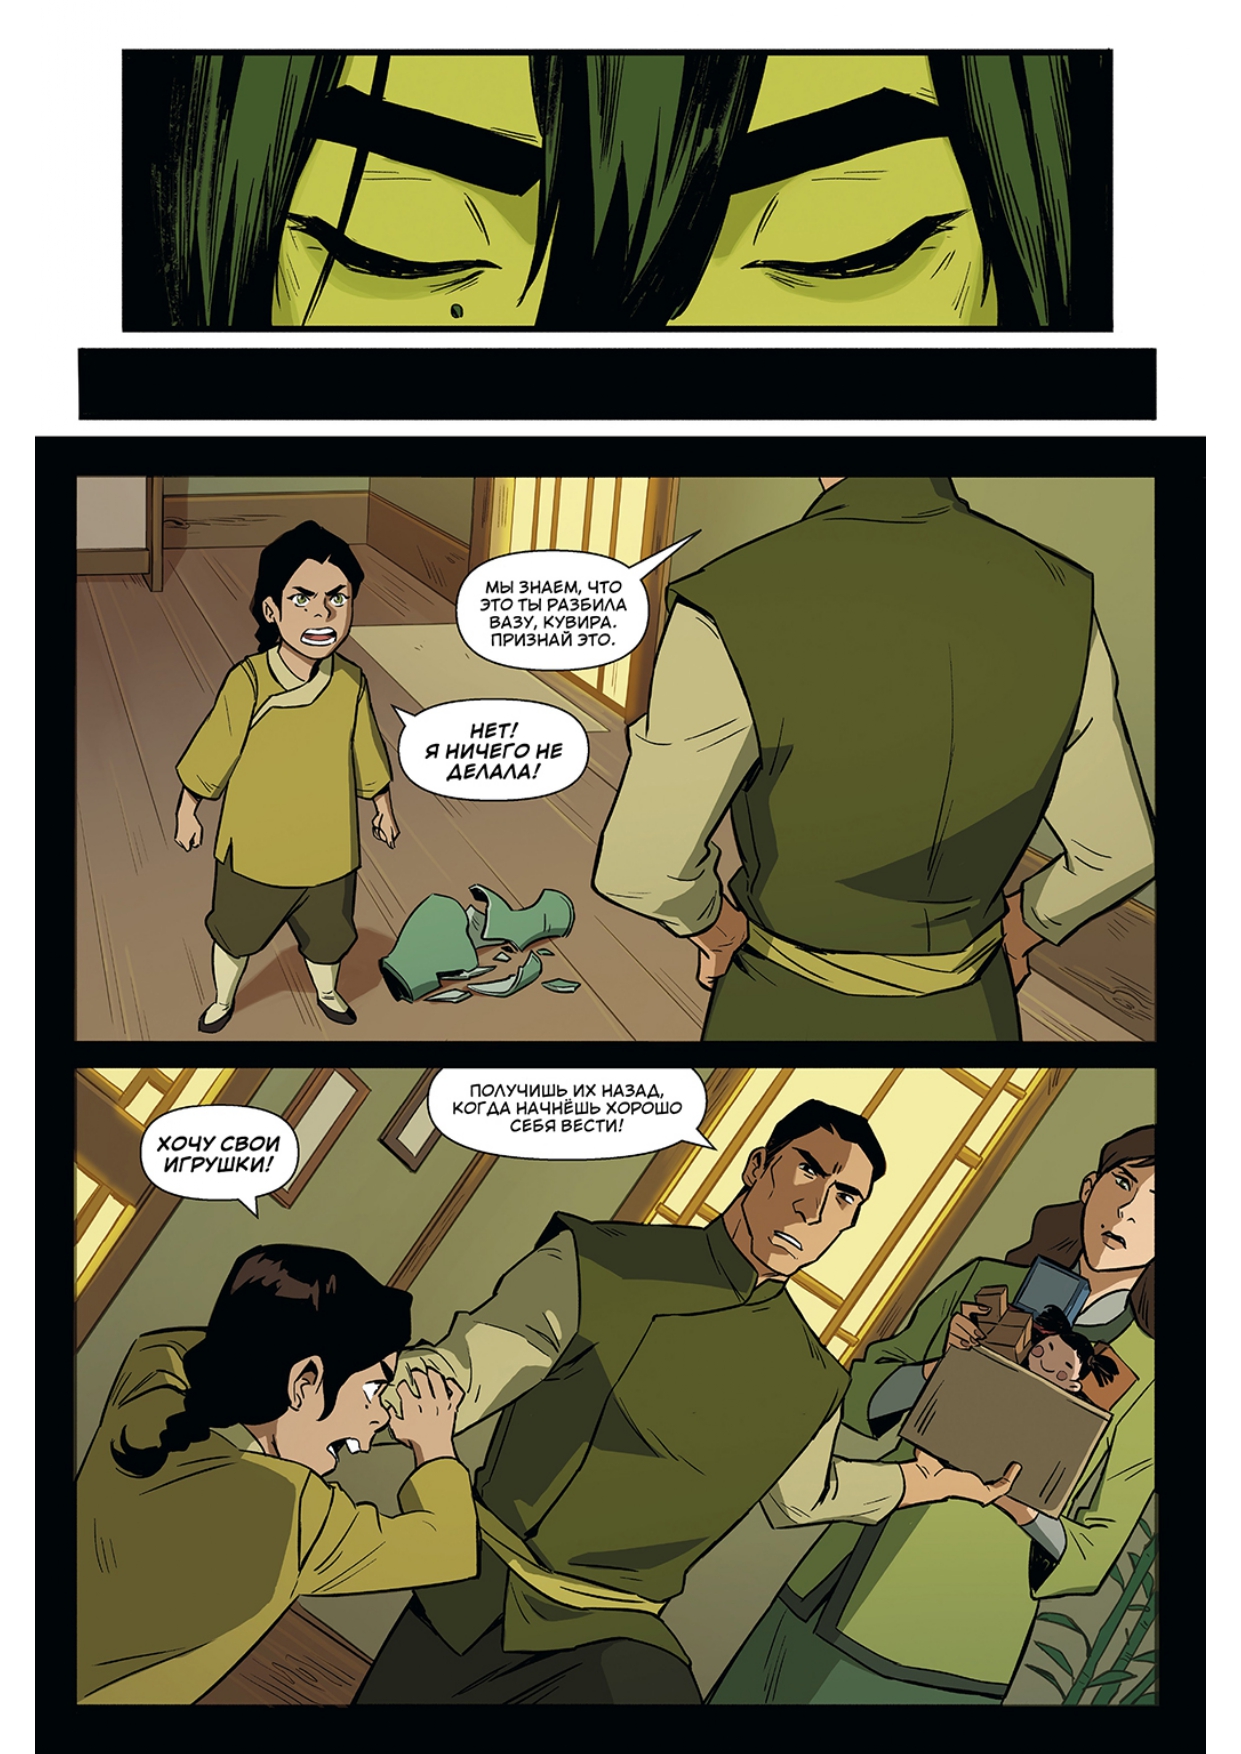 МЫ ЗНАЕМ, ЧТО
ЭТО ТЫ РАЗБИЛА
ВАЗУ, КУВИРА.
ПРИЗНАЙ ЭТО.
НЕТ!
Я НИЧЕГО НЕ
ДЕЛАЛА!
ХОЧУ СВОИ
ИГРУШКИ!
ПОЛУЧИШЬ ИХ НАЗАД,
КОГДА НАЧНЁШЬ ХОРОШО
СЕБЯ ВЕСТИ!